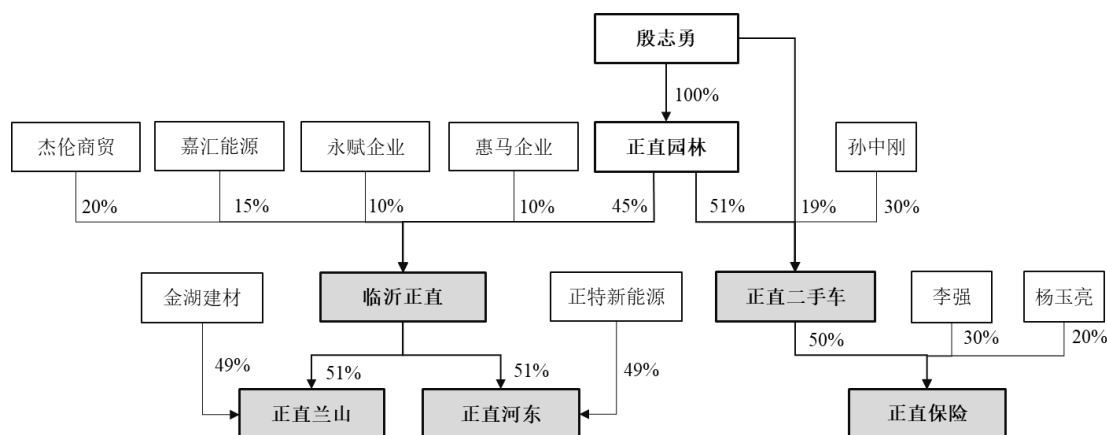 殷志勇
100%
杰伦商贸
嘉汇能源
永赋企业
惠马企业
正直园林
孙中刚
20%
15%
10%
10%
45%
51%
19%
30%
金湖建材
临沂正直
正特新能源
正直二手车
李强
杨玉亮
49%
51%
51%
49%
50%
30%
20%
正直兰山
正直河东
正直保险